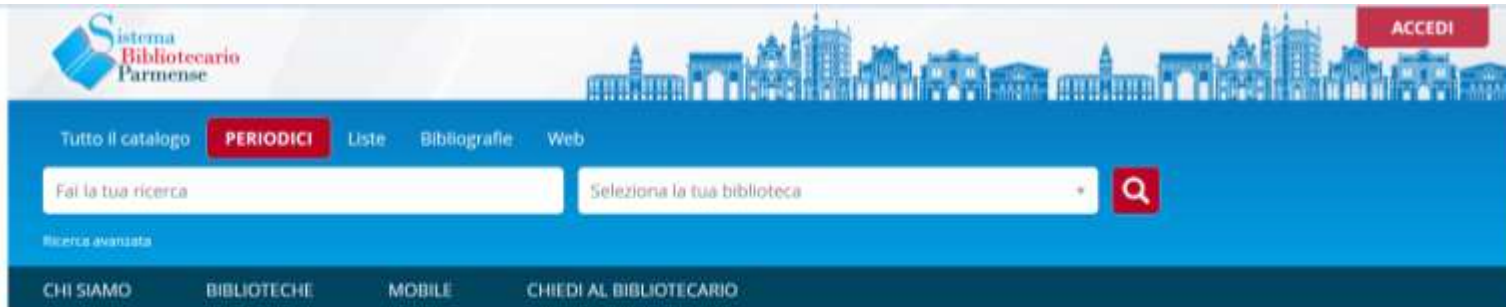 Sistema
Bibliotecario
Parmense
ACCEDI
Tutto il catalogo PERIODICI Liste Bibliografie Web
Fai la tua ricerca Seleziona la tua biblioteca
Ricerca avanzata
CHI SIAMO BIBLIOTECHE MOBILE CHIEDI AL BIBLIOTECARIO